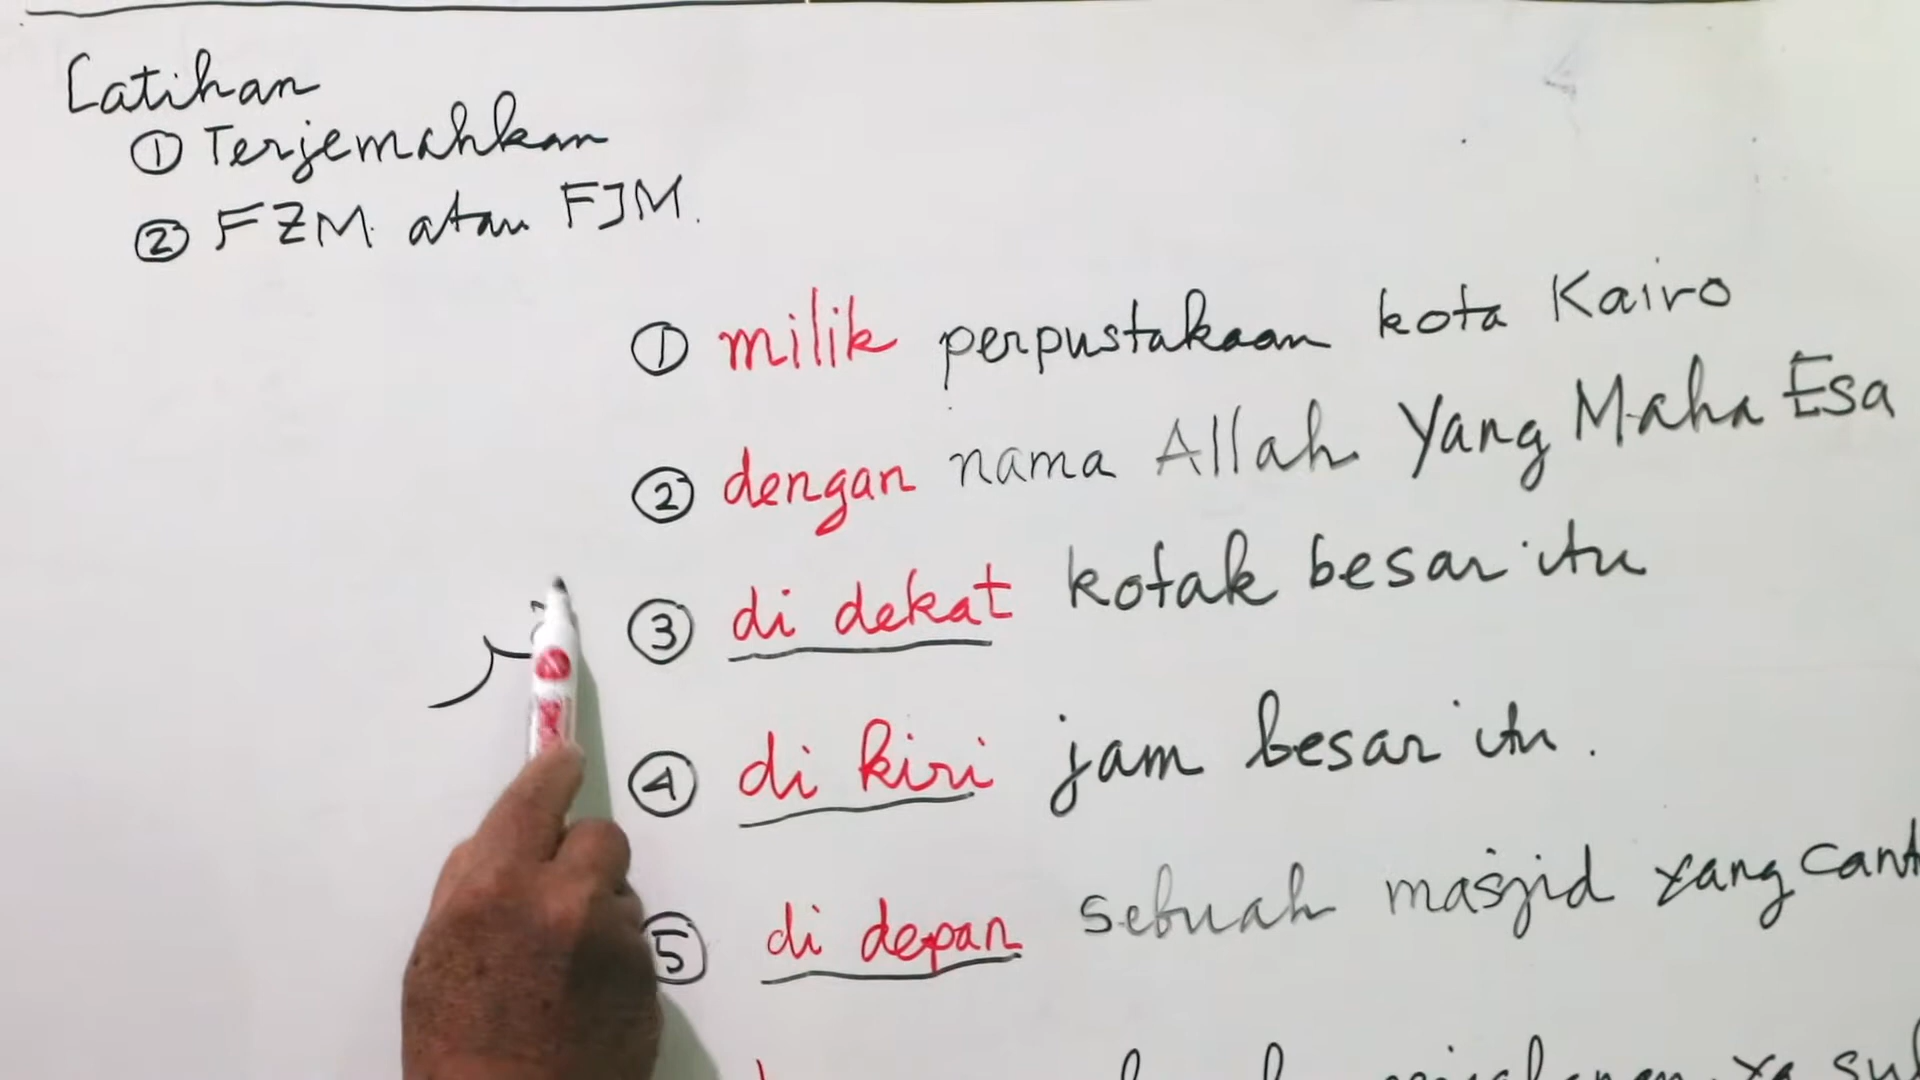 Latihan
① Terjemahkan
② FZM atau FJM.
① milik perpustakaan kota Kairo
② dengan nama Allah Yang Maha Esa
③ di dekat kotak besar itu
④ di kiri jam besar itu.
⑤ di depan sebuah masjid yang